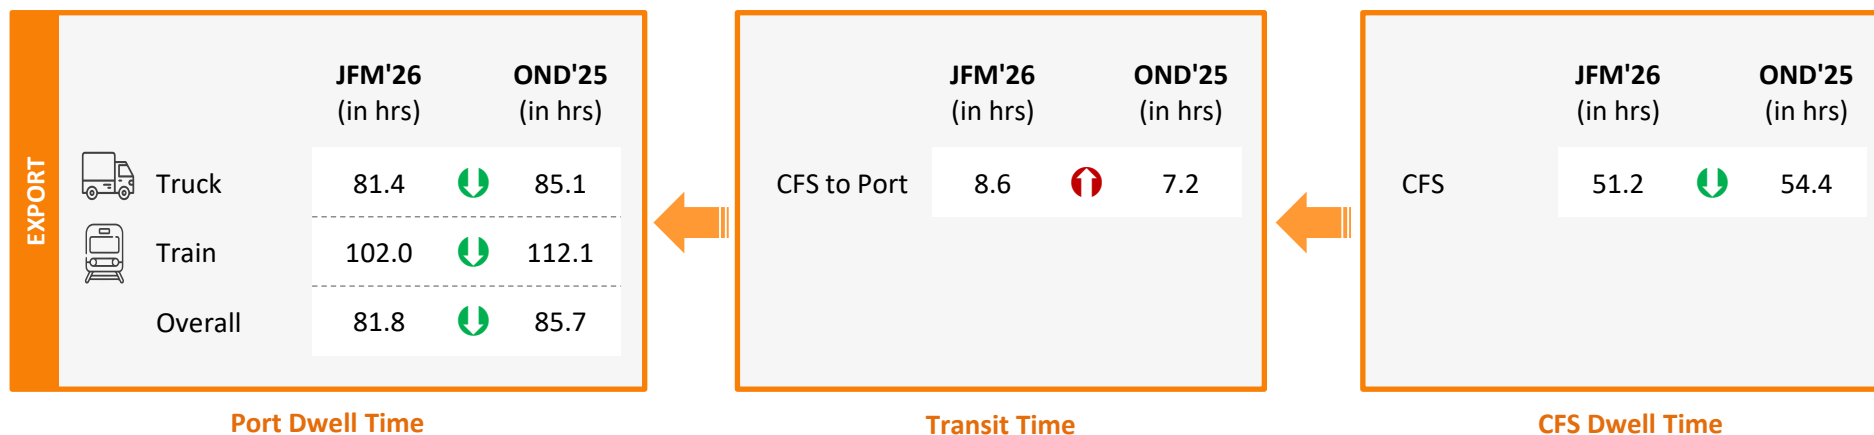 EXPORT
JFM'26 OND'25
(in hrs) (in hrs)
Truck 81.4 85.1
Train 102.0 112.1
Overall 81.8 85.7
Port Dwell Time
JFM'26 OND'25
(in hrs) (in hrs)
CFS to Port 8.6 7.2
Transit Time
JFM'26 OND'25
(in hrs) (in hrs)
CFS 51.2 54.4
CFS Dwell Time